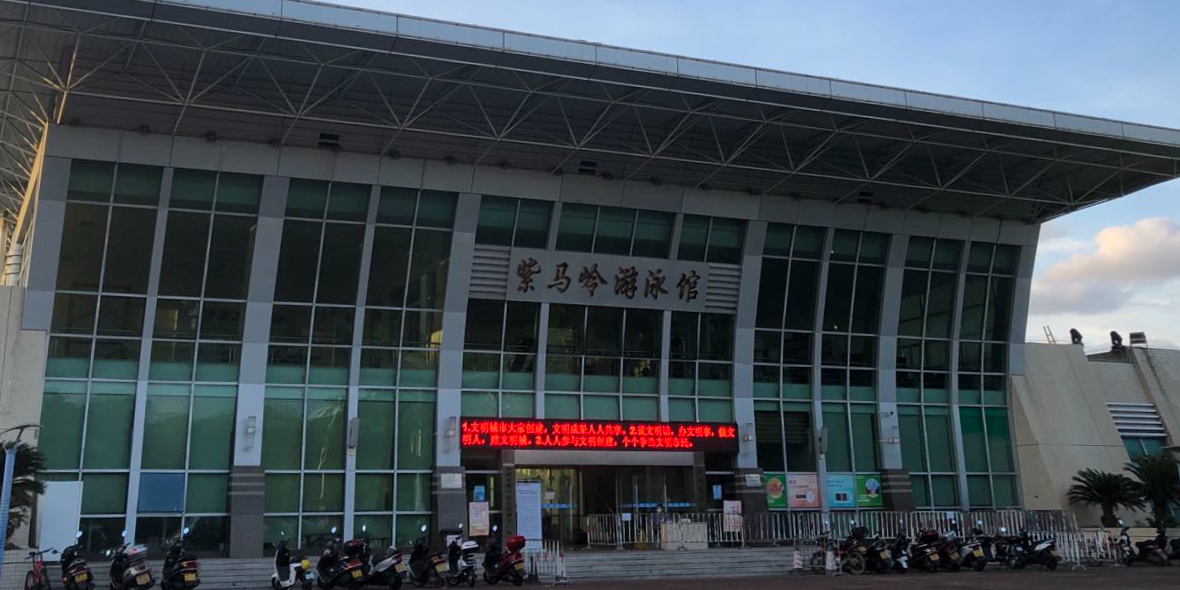 紫马岭游泳馆
1.文明城市大家创建，文明成果人人共享。2.说文明话，办文明事，做文
明人，建文明城。3.人人参与文明创建，个个争当文明市民。